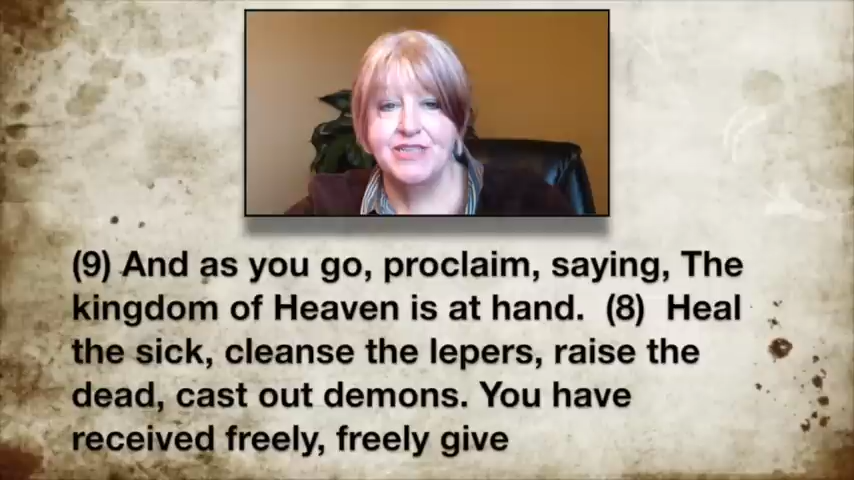 (9) And as you go, proclaim, saying, The
kingdom of Heaven is at hand.  (8)  Heal
the sick, cleanse the lepers, raise the
dead, cast out demons. You have
received freely, freely give